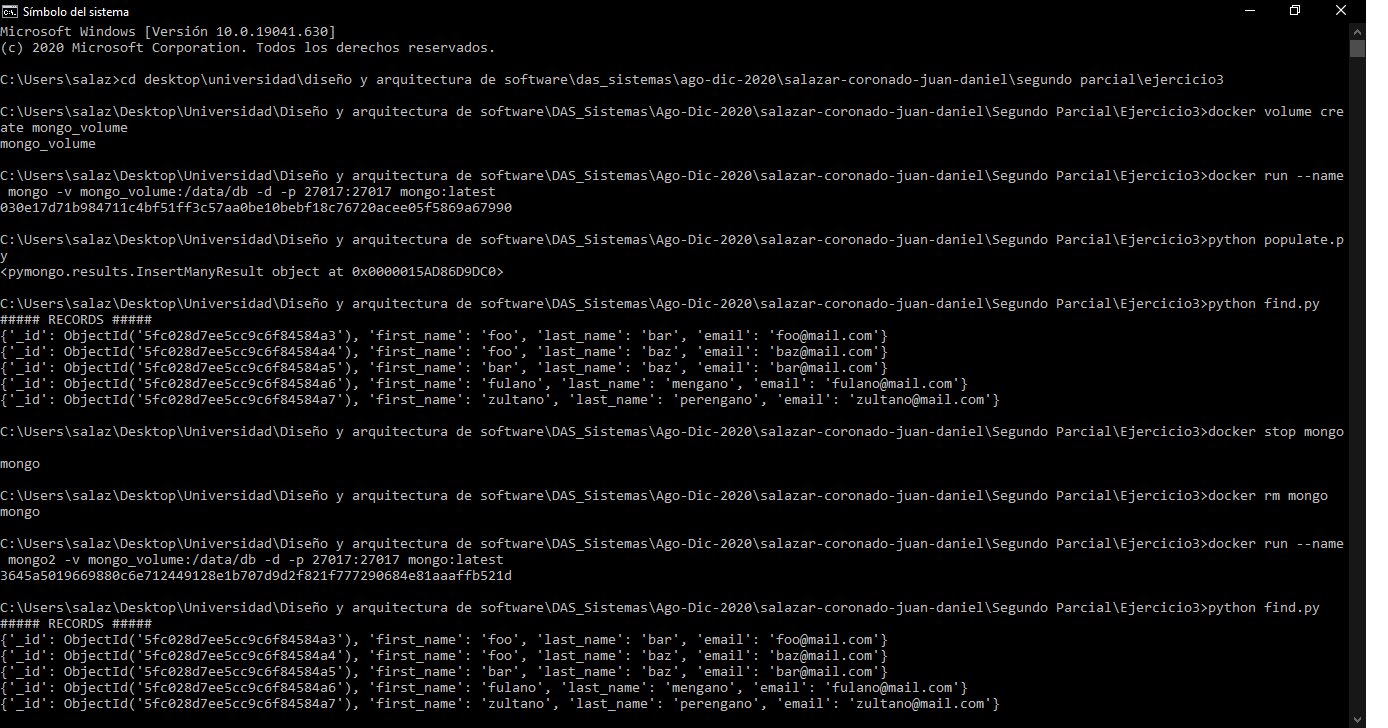 Símbolo del sistema
Microsoft Windows [Versión 10.0.19041.630]
(c) 2020 Microsoft Corporation. Todos los derechos reservados.
C:\Users\salaz>cd desktop\universidad\diseño y arquitectura de software\das_sistemas\ago-dic-2020\salazar-coronado-juan-daniel\segundo parcial\ejercicio3
C:\Users\salaz\Desktop\Universidad\Diseño y arquitectura de software\DAS_Sistemas\Ago-Dic-2020\salazar-coronado-juan-daniel\Segundo Parcial\Ejercicio3>docker volume cre
ate mongo_volume
mongo_volume
C:\Users\salaz\Desktop\Universidad\Diseño y arquitectura de software\DAS_Sistemas\Ago-Dic-2020\salazar-coronado-juan-daniel\Segundo Parcial\Ejercicio3>docker run --name
 mongo -v mongo_volume:/data/db -d -p 27017:27017 mongo:latest
030e17d71b984711c4bf51ff3c57aa0be10bebf18c76720acee05f5869a67990
C:\Users\salaz\Desktop\Universidad\Diseño y arquitectura de software\DAS_Sistemas\Ago-Dic-2020\salazar-coronado-juan-daniel\Segundo Parcial\Ejercicio3>python populate.p
y
<pymongo.results.InsertManyResult object at 0x0000015AD86D9DC0>
C:\Users\salaz\Desktop\Universidad\Diseño y arquitectura de software\DAS_Sistemas\Ago-Dic-2020\salazar-coronado-juan-daniel\Segundo Parcial\Ejercicio3>python find.py
##### RECORDS #####
{'_id': ObjectId('5fc028d7ee5cc9c6f84584a3'), 'first_name': 'foo', 'last_name': 'bar', 'email': 'foo@mail.com'}
{'_id': ObjectId('5fc028d7ee5cc9c6f84584a4'), 'first_name': 'foo', 'last_name': 'baz', 'email': 'baz@mail.com'}
{'_id': ObjectId('5fc028d7ee5cc9c6f84584a5'), 'first_name': 'bar', 'last_name': 'baz', 'email': 'bar@mail.com'}
{'_id': ObjectId('5fc028d7ee5cc9c6f84584a6'), 'first_name': 'fulano', 'last_name': 'mengano', 'email': 'fulano@mail.com'}
{'_id': ObjectId('5fc028d7ee5cc9c6f84584a7'), 'first_name': 'zultano', 'last_name': 'perengano', 'email': 'zultano@mail.com'}
C:\Users\salaz\Desktop\Universidad\Diseño y arquitectura de software\DAS_Sistemas\Ago-Dic-2020\salazar-coronado-juan-daniel\Segundo Parcial\Ejercicio3>docker stop mongo
mongo
C:\Users\salaz\Desktop\Universidad\Diseño y arquitectura de software\DAS_Sistemas\Ago-Dic-2020\salazar-coronado-juan-daniel\Segundo Parcial\Ejercicio3>docker rm mongo
mongo
C:\Users\salaz\Desktop\Universidad\Diseño y arquitectura de software\DAS_Sistemas\Ago-Dic-2020\salazar-coronado-juan-daniel\Segundo Parcial\Ejercicio3>docker run --name
 mongo2 -v mongo_volume:/data/db -d -p 27017:27017 mongo:latest
3645a5019669880c6e712449128e1b707d9d2f821f777290684e81aaaffb521d
C:\Users\salaz\Desktop\Universidad\Diseño y arquitectura de software\DAS_Sistemas\Ago-Dic-2020\salazar-coronado-juan-daniel\Segundo Parcial\Ejercicio3>python find.py
##### RECORDS #####
{'_id': ObjectId('5fc028d7ee5cc9c6f84584a3'), 'first_name': 'foo', 'last_name': 'bar', 'email': 'foo@mail.com'}
{'_id': ObjectId('5fc028d7ee5cc9c6f84584a4'), 'first_name': 'foo', 'last_name': 'baz', 'email': 'baz@mail.com'}
{'_id': ObjectId('5fc028d7ee5cc9c6f84584a5'), 'first_name': 'bar', 'last_name': 'baz', 'email': 'bar@mail.com'}
{'_id': ObjectId('5fc028d7ee5cc9c6f84584a6'), 'first_name': 'fulano', 'last_name': 'mengano', 'email': 'fulano@mail.com'}
{'_id': ObjectId('5fc028d7ee5cc9c6f84584a7'), 'first_name': 'zultano', 'last_name': 'perengano', 'email': 'zultano@mail.com'}